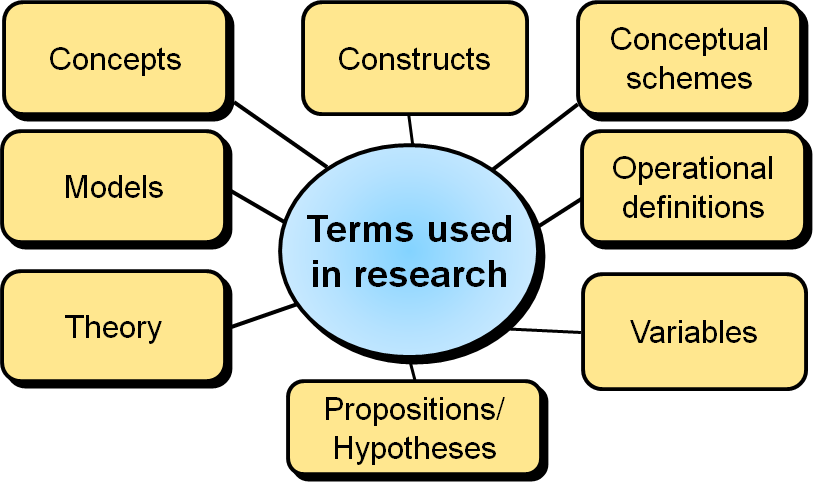 Concepts
Constructs
Conceptual
schemes
Models
Operational
definitions
Terms used
in research
Theory
Variables
Propositions/
Hypotheses